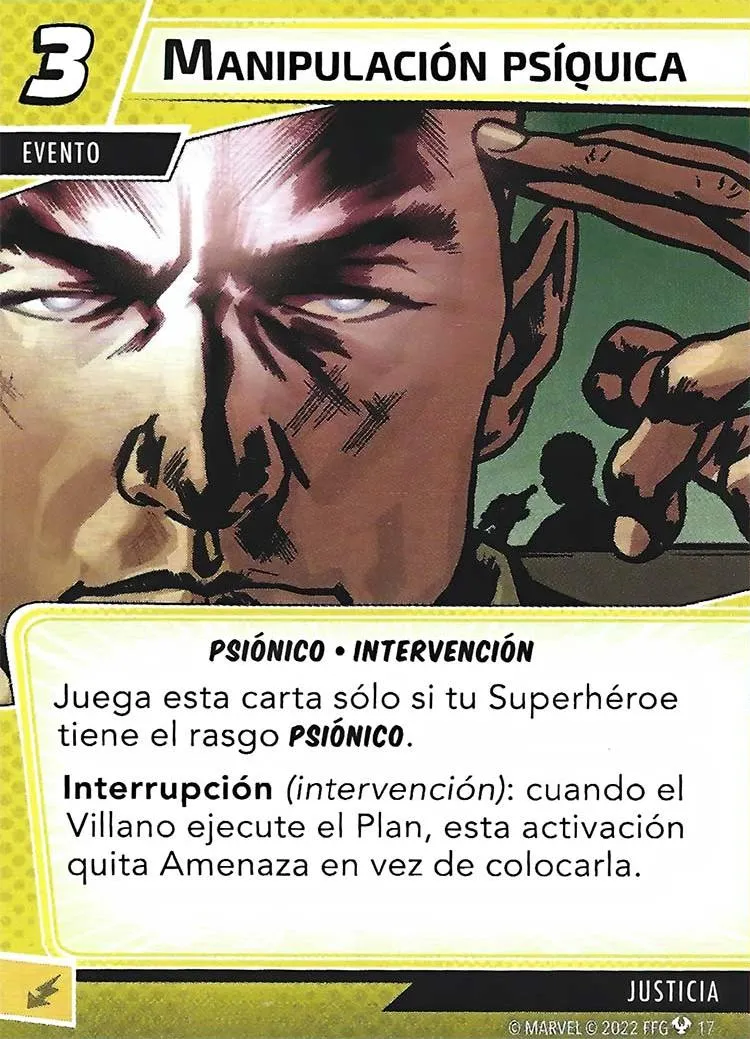 3
MANIPULACIÓN PSÍQUICA
EVENTO
PSIÓNICO • INTERVENCIÓN
Juega esta carta sólo si tu Superhéroe
tiene el rasgo PSIÓNICO.
Interrupción (intervención): cuando el
Villano ejecute el Plan, esta activación
quita Amenaza en vez de colocarla.
JUSTICIA
© MARVEL © 2022 FFG 17